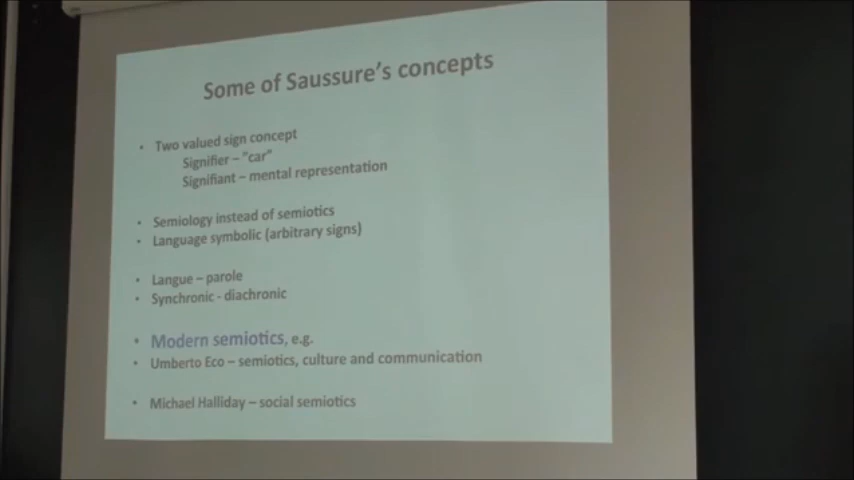 Some of Saussure's concepts
• Two valued sign concept
Signifier – "car"
Signifiant – mental representation
• Semiology instead of semiotics
• Language symbolic (arbitrary signs)
• Langue – parole
• Synchronic - diachronic
• Modern semiotics, e.g.
• Umberto Eco – semiotics, culture and communication
• Michael Halliday – social semiotics